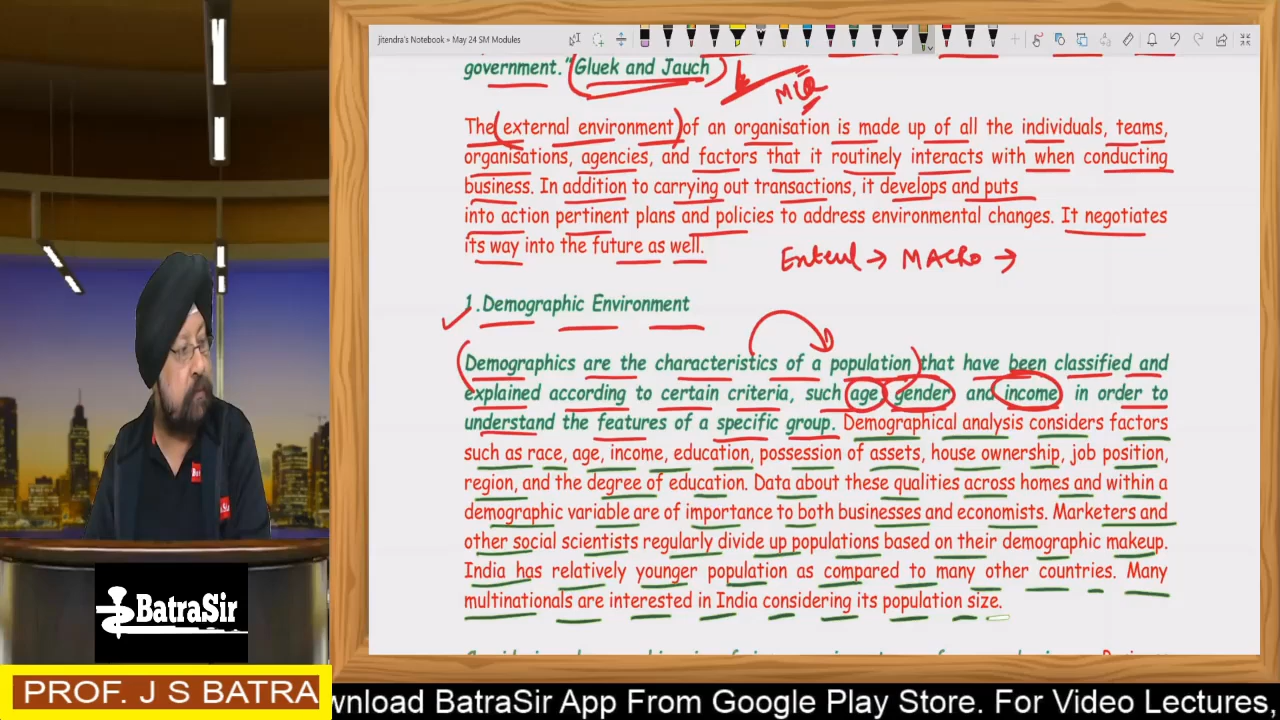 jitendra's Notebook » May 24 SM Modules
government." Gluek and Jauch
MCQ
The external environment of an organisation is made up of all the individuals, teams,
organisations, agencies, and factors that it routinely interacts with when conducting
business. In addition to carrying out transactions, it develops and puts
into action pertinent plans and policies to address environmental changes. It negotiates
its way into the future as well.
MACRO
1.Demographic Environment
Demographics are the characteristics of a population that have been classified and
explained according to certain criteria, such age gender and income in order to
understand the features of a specific group. Demographical analysis considers factors
such as race, age, income, education, possession of assets, house ownership, job position,
region, and the degree of education. Data about these qualities across homes and within a
demographic variable are of importance to both businesses and economists. Marketers and
other social scientists regularly divide up populations based on their demographic makeup.
India has relatively younger population as compared to many other countries. Many
multinationals are interested in India considering its population size.
BatraSir
PROF. J S BATRA
wnload BatraSir App From Google Play Store. For Video Lectures,